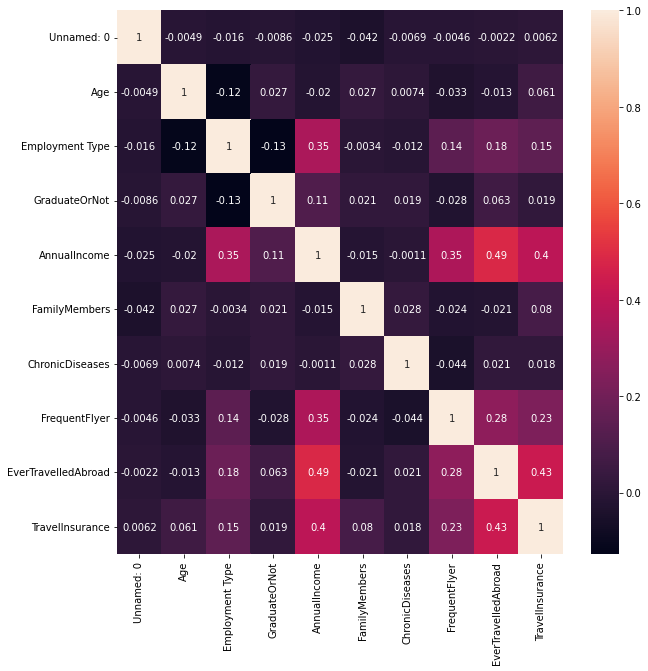 Unnamed: 0 1 -0.0049 -0.016 -0.0086 -0.025 -0.042 -0.0069 -0.0046 -0.0022 0.0062
Age -0.0049 1 -0.12 0.027 -0.02 0.027 0.0074 -0.033 -0.013 0.061
Employment Type -0.016 -0.12 1 -0.13 0.35 -0.0034 -0.012 0.14 0.18 0.15
GraduateOrNot -0.0086 0.027 -0.13 1 0.11 0.021 0.019 -0.028 0.063 0.019
AnnualIncome -0.025 -0.02 0.35 0.11 1 -0.015 -0.0011 0.35 0.49 0.4
FamilyMembers -0.042 0.027 -0.0034 0.021 -0.015 1 0.028 -0.024 -0.021 0.08
ChronicDiseases -0.0069 0.0074 -0.012 0.019 -0.0011 0.028 1 -0.044 0.021 0.018
FrequentFlyer -0.0046 -0.033 0.14 -0.028 0.35 -0.024 -0.044 1 0.28 0.23
EverTravelledAbroad -0.0022 -0.013 0.18 0.063 0.49 -0.021 0.021 0.28 1 0.43
TravelInsurance 0.0062 0.061 0.15 0.019 0.4 0.08 0.018 0.23 0.43 1
Unnamed: 0
Age
Employment Type
GraduateOrNot
AnnualIncome
FamilyMembers
ChronicDiseases
FrequentFlyer
EverTravelledAbroad
TravelInsurance
1.0
0.8
0.6
0.4
0.2
0.0